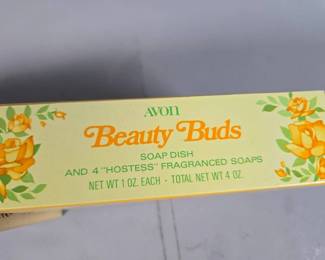 AVON
Beauty Buds
SOAP DISH
AND 4 "HOSTESS" FRAGRANCED SOAPS
NET WT 1 OZ. EACH - TOTAL NET WT 4 OZ.